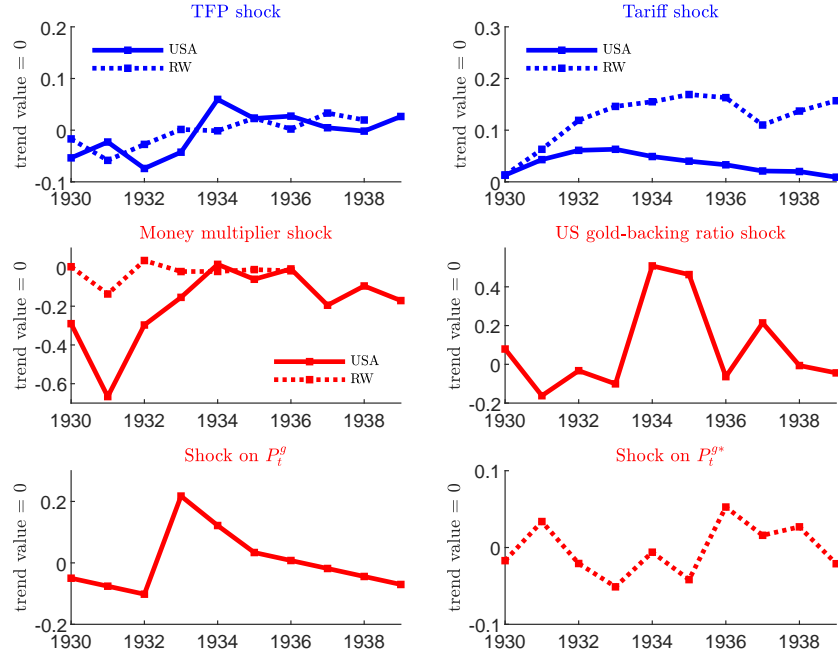 TFP shock
trend value = 0
0.2
0.1
0
-0.1
USA
RW
1930 1932 1934 1936 1938
Tariff shock
trend value = 0
0.3
0.2
0.1
0
USA
RW
1930 1932 1934 1936 1938
Money multiplier shock
trend value = 0
0
-0.2
-0.4
-0.6
USA
RW
1930 1932 1934 1936 1938
US gold-backing ratio shock
trend value = 0
0.4
0.2
0
-0.2
1930 1932 1934 1936 1938
Shock on $P_t^g$
trend value = 0
0.2
0
-0.2
1930 1932 1934 1936 1938
Shock on $P_t^{g*}$
trend value = 0
0.1
0
-0.1
1930 1932 1934 1936 1938